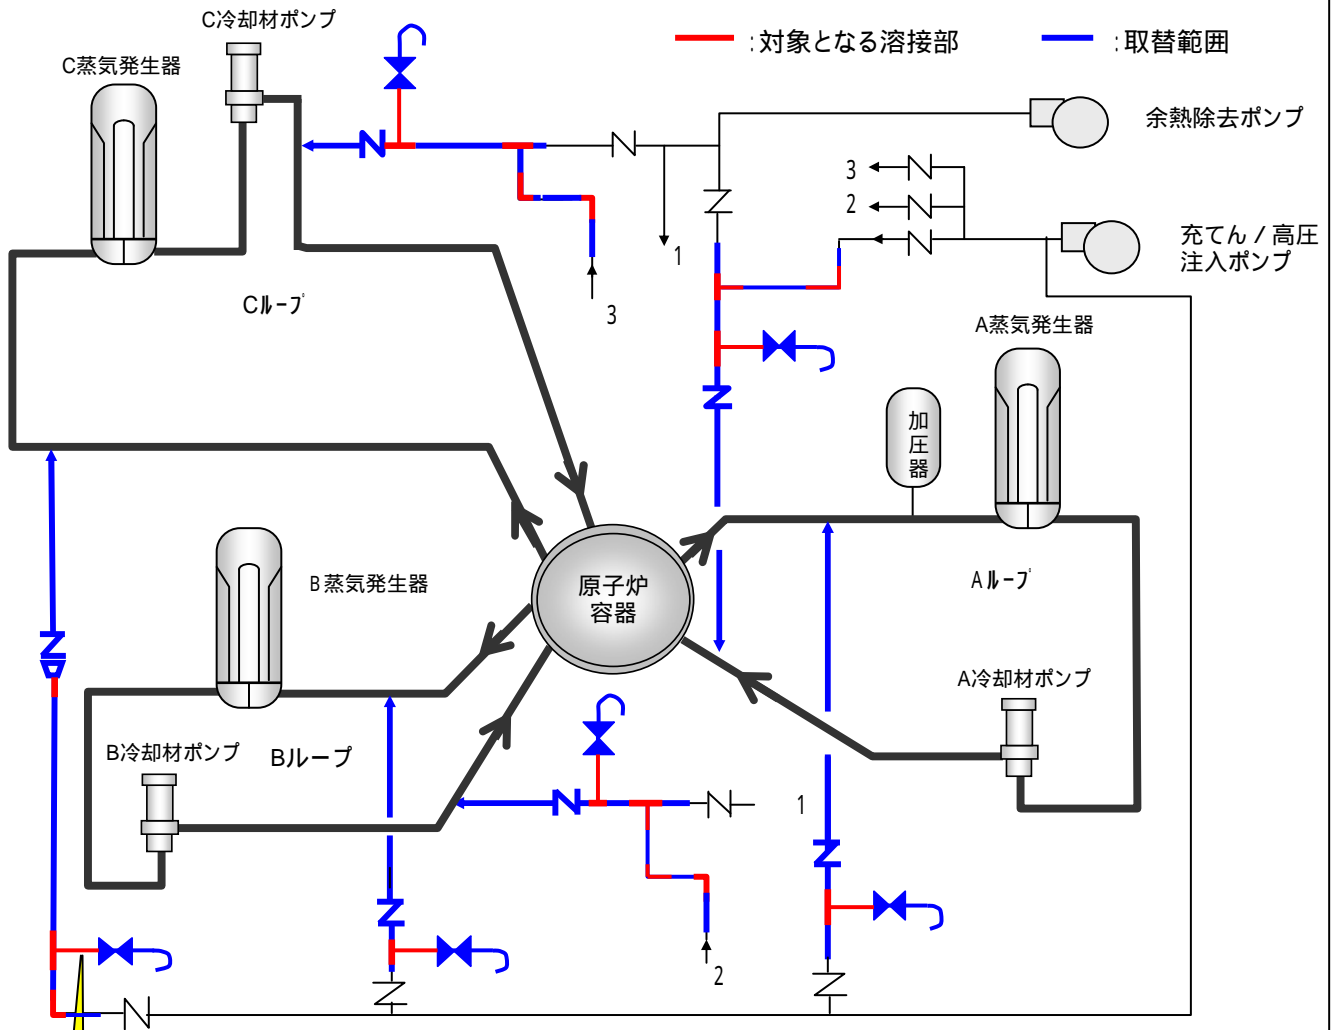 C冷却材ポンプ
:対象となる溶接部
:取替範囲
C蒸気発生器
余熱除去ポンプ
3
2
充てん/高圧
注入ポンプ
1
Cループ
3
A蒸気発生器
加
圧
器
原子炉
容器
B蒸気発生器
Aループ
A冷却材ポンプ
B冷却材ポンプ
Bループ
1
2